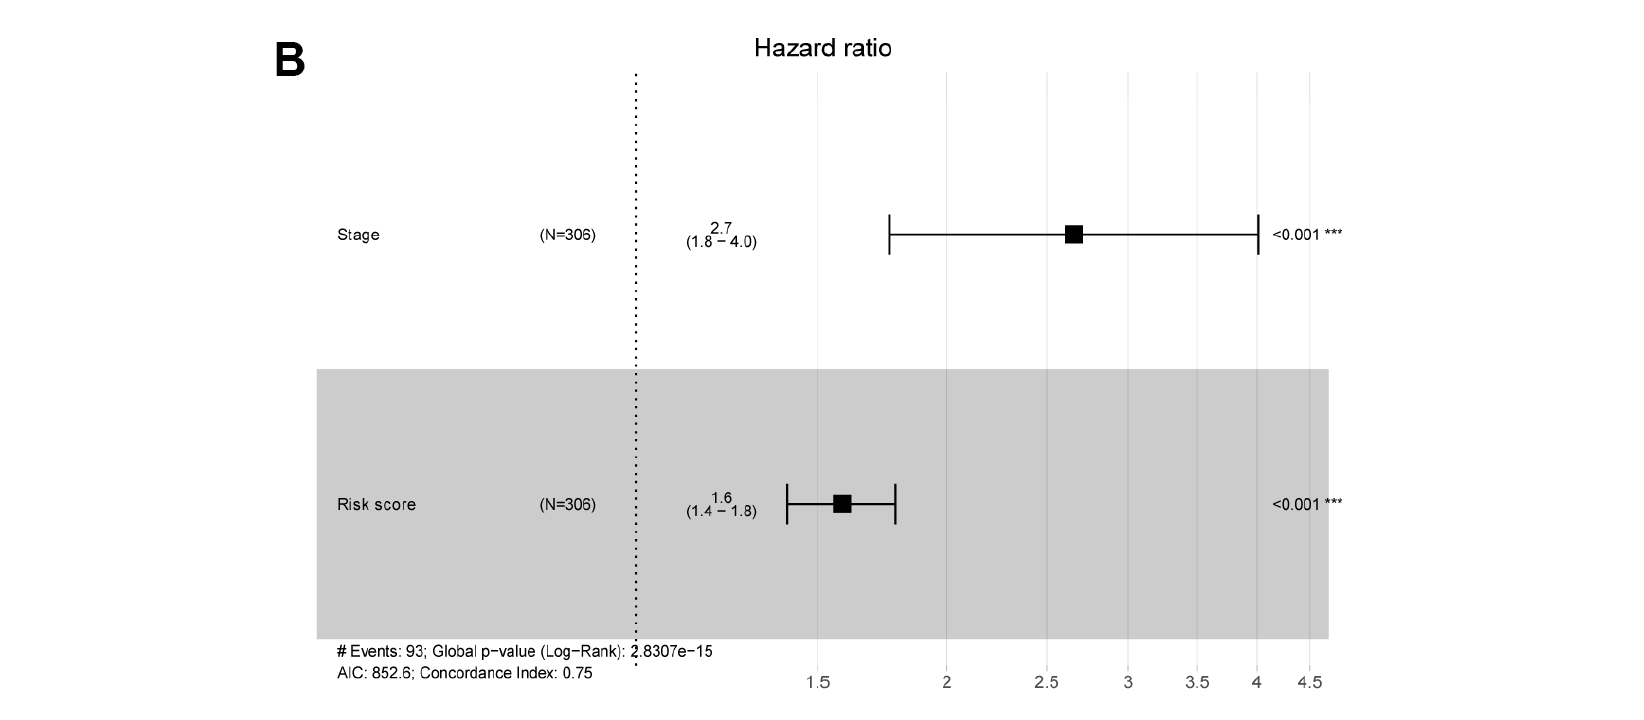 B
Hazard ratio
Stage (N=306) 2.7 <0.001 ***
(1.8 − 4.0)
Risk score (N=306) 1.6 <0.001 ***
(1.4 − 1.8)
# Events: 93; Global p−value (Log−Rank): 2.8307e−15
AIC: 852.6; Concordance Index: 0.75
1.5 2 2.5 3 3.5 4 4.5